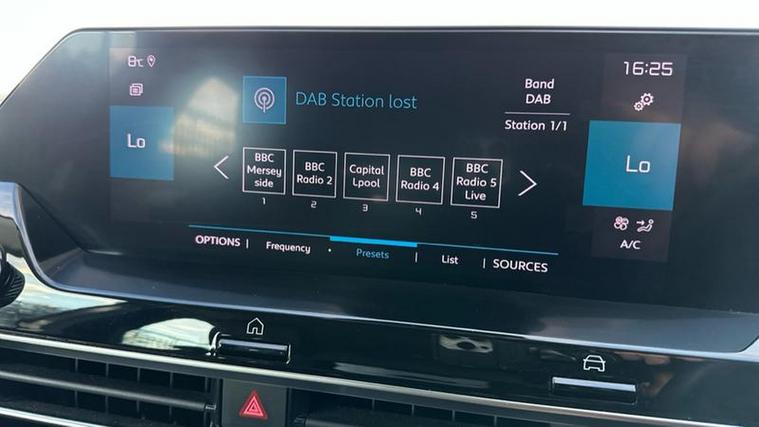 8°C
Lo
DAB Station lost
Band
DAB
Station 1/1
16:25
Lo
A/C
BBC
Mersey
side
1
BBC
Radio 2
2
Capital
Lpool
3
BBC
Radio 4
4
BBC
Radio 5
Live
5
OPTIONS | Frequency • Presets | List | SOURCES